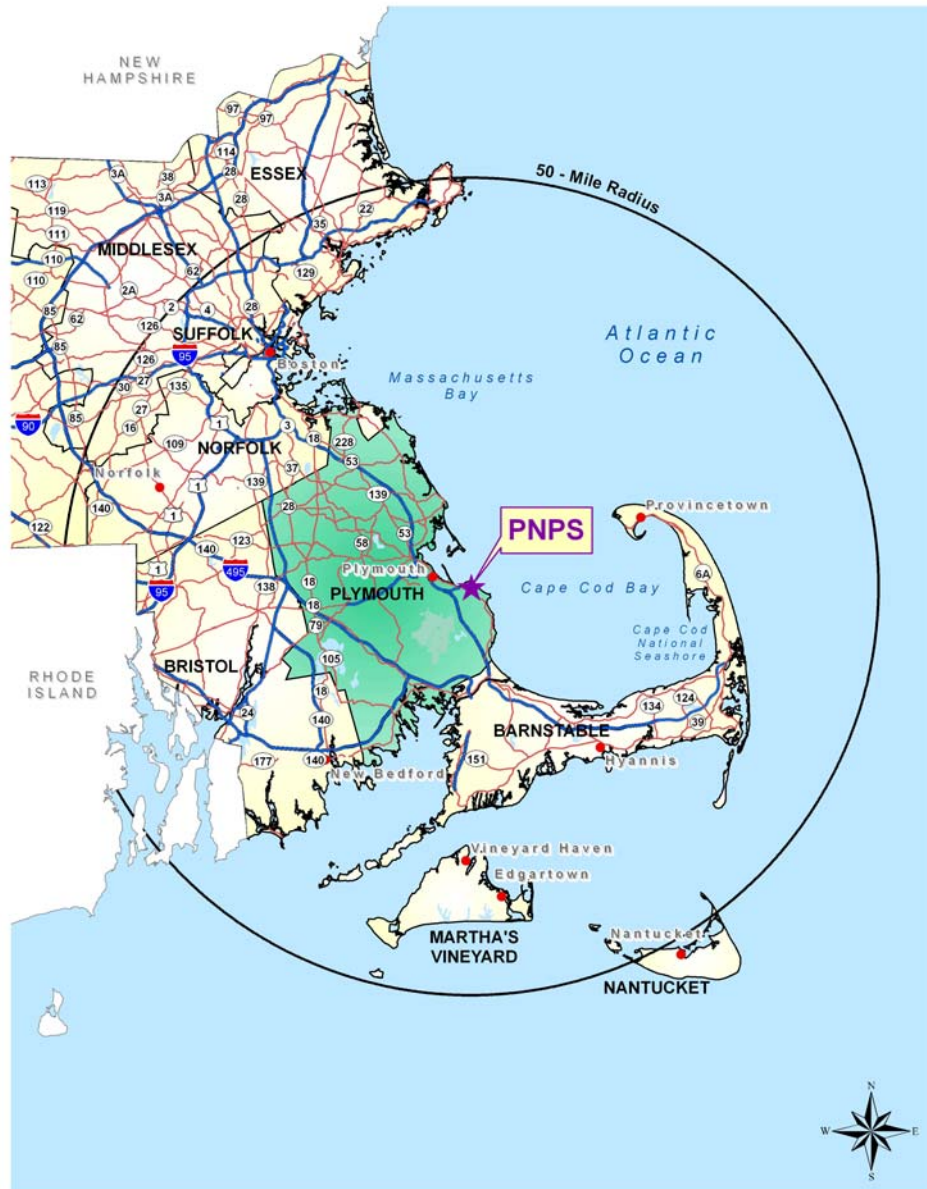 NEW
HAMPSHIRE
97
97
114
28
3A
38
ESSEX
113
3A
28
50 - Mile Radius
119
22
111
35
MIDDLESEX
110
62
129
110
2A
85
2
4
28
62
126
SUFFOLK
Atlantic
Ocean
85
126
95
Boston
Massachusetts
Bay
27
135
30
90
85
27
16
1
3
18
228
109
NORFOLK
53
37
Norfolk
139
1
139
140
28
1
Provincetown
122
123
53
PNPS
140
58
6A
1
495
Plymouth
Cape Cod Bay
95
138
18
PLYMOUTH
18
79
Cape Cod
National
Seashore
105
BRISTOL
RHODE
ISLAND
18
124
134
24
140
BARNSTABLE
39
177
140
151
Hyannis
New Bedford
Vineyard Haven
Edgartown
MARTHA'S
VINEYARD
Nantucket
NANTUCKET
N
W
E
S